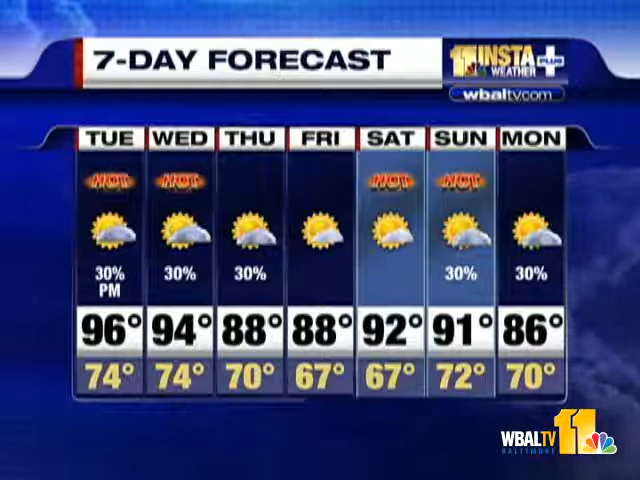 7-DAY FORECAST
11 INSTA PLUS
WEATHER
wbaltv.com
TUE WED THU FRI SAT SUN MON
HOT HOT HOT HOT
30% 30% 30% 30% 30%
PM
96° 94° 88° 88° 92° 91° 86°
74° 74° 70° 67° 67° 72° 70°
WBALTV 11
BALTIMORE